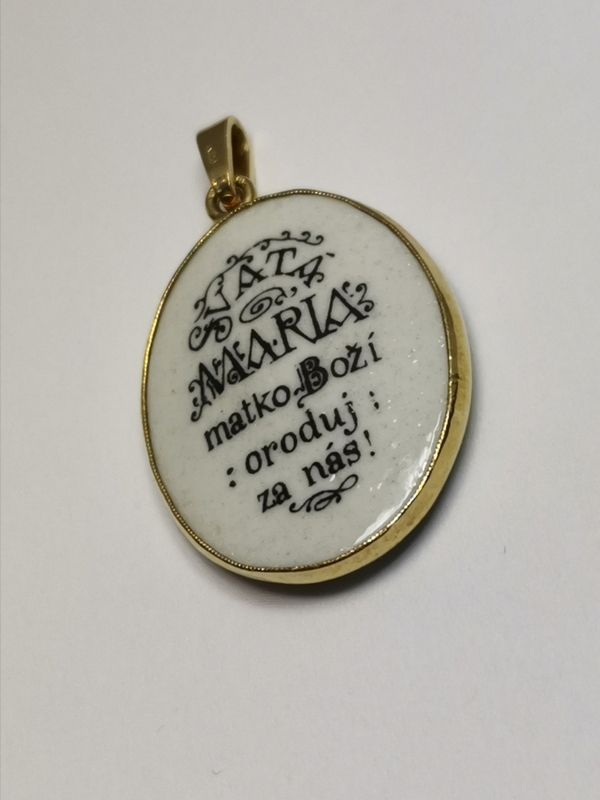 SVATÁ
MARIA
matko Boží
: oroduj :
za nás!